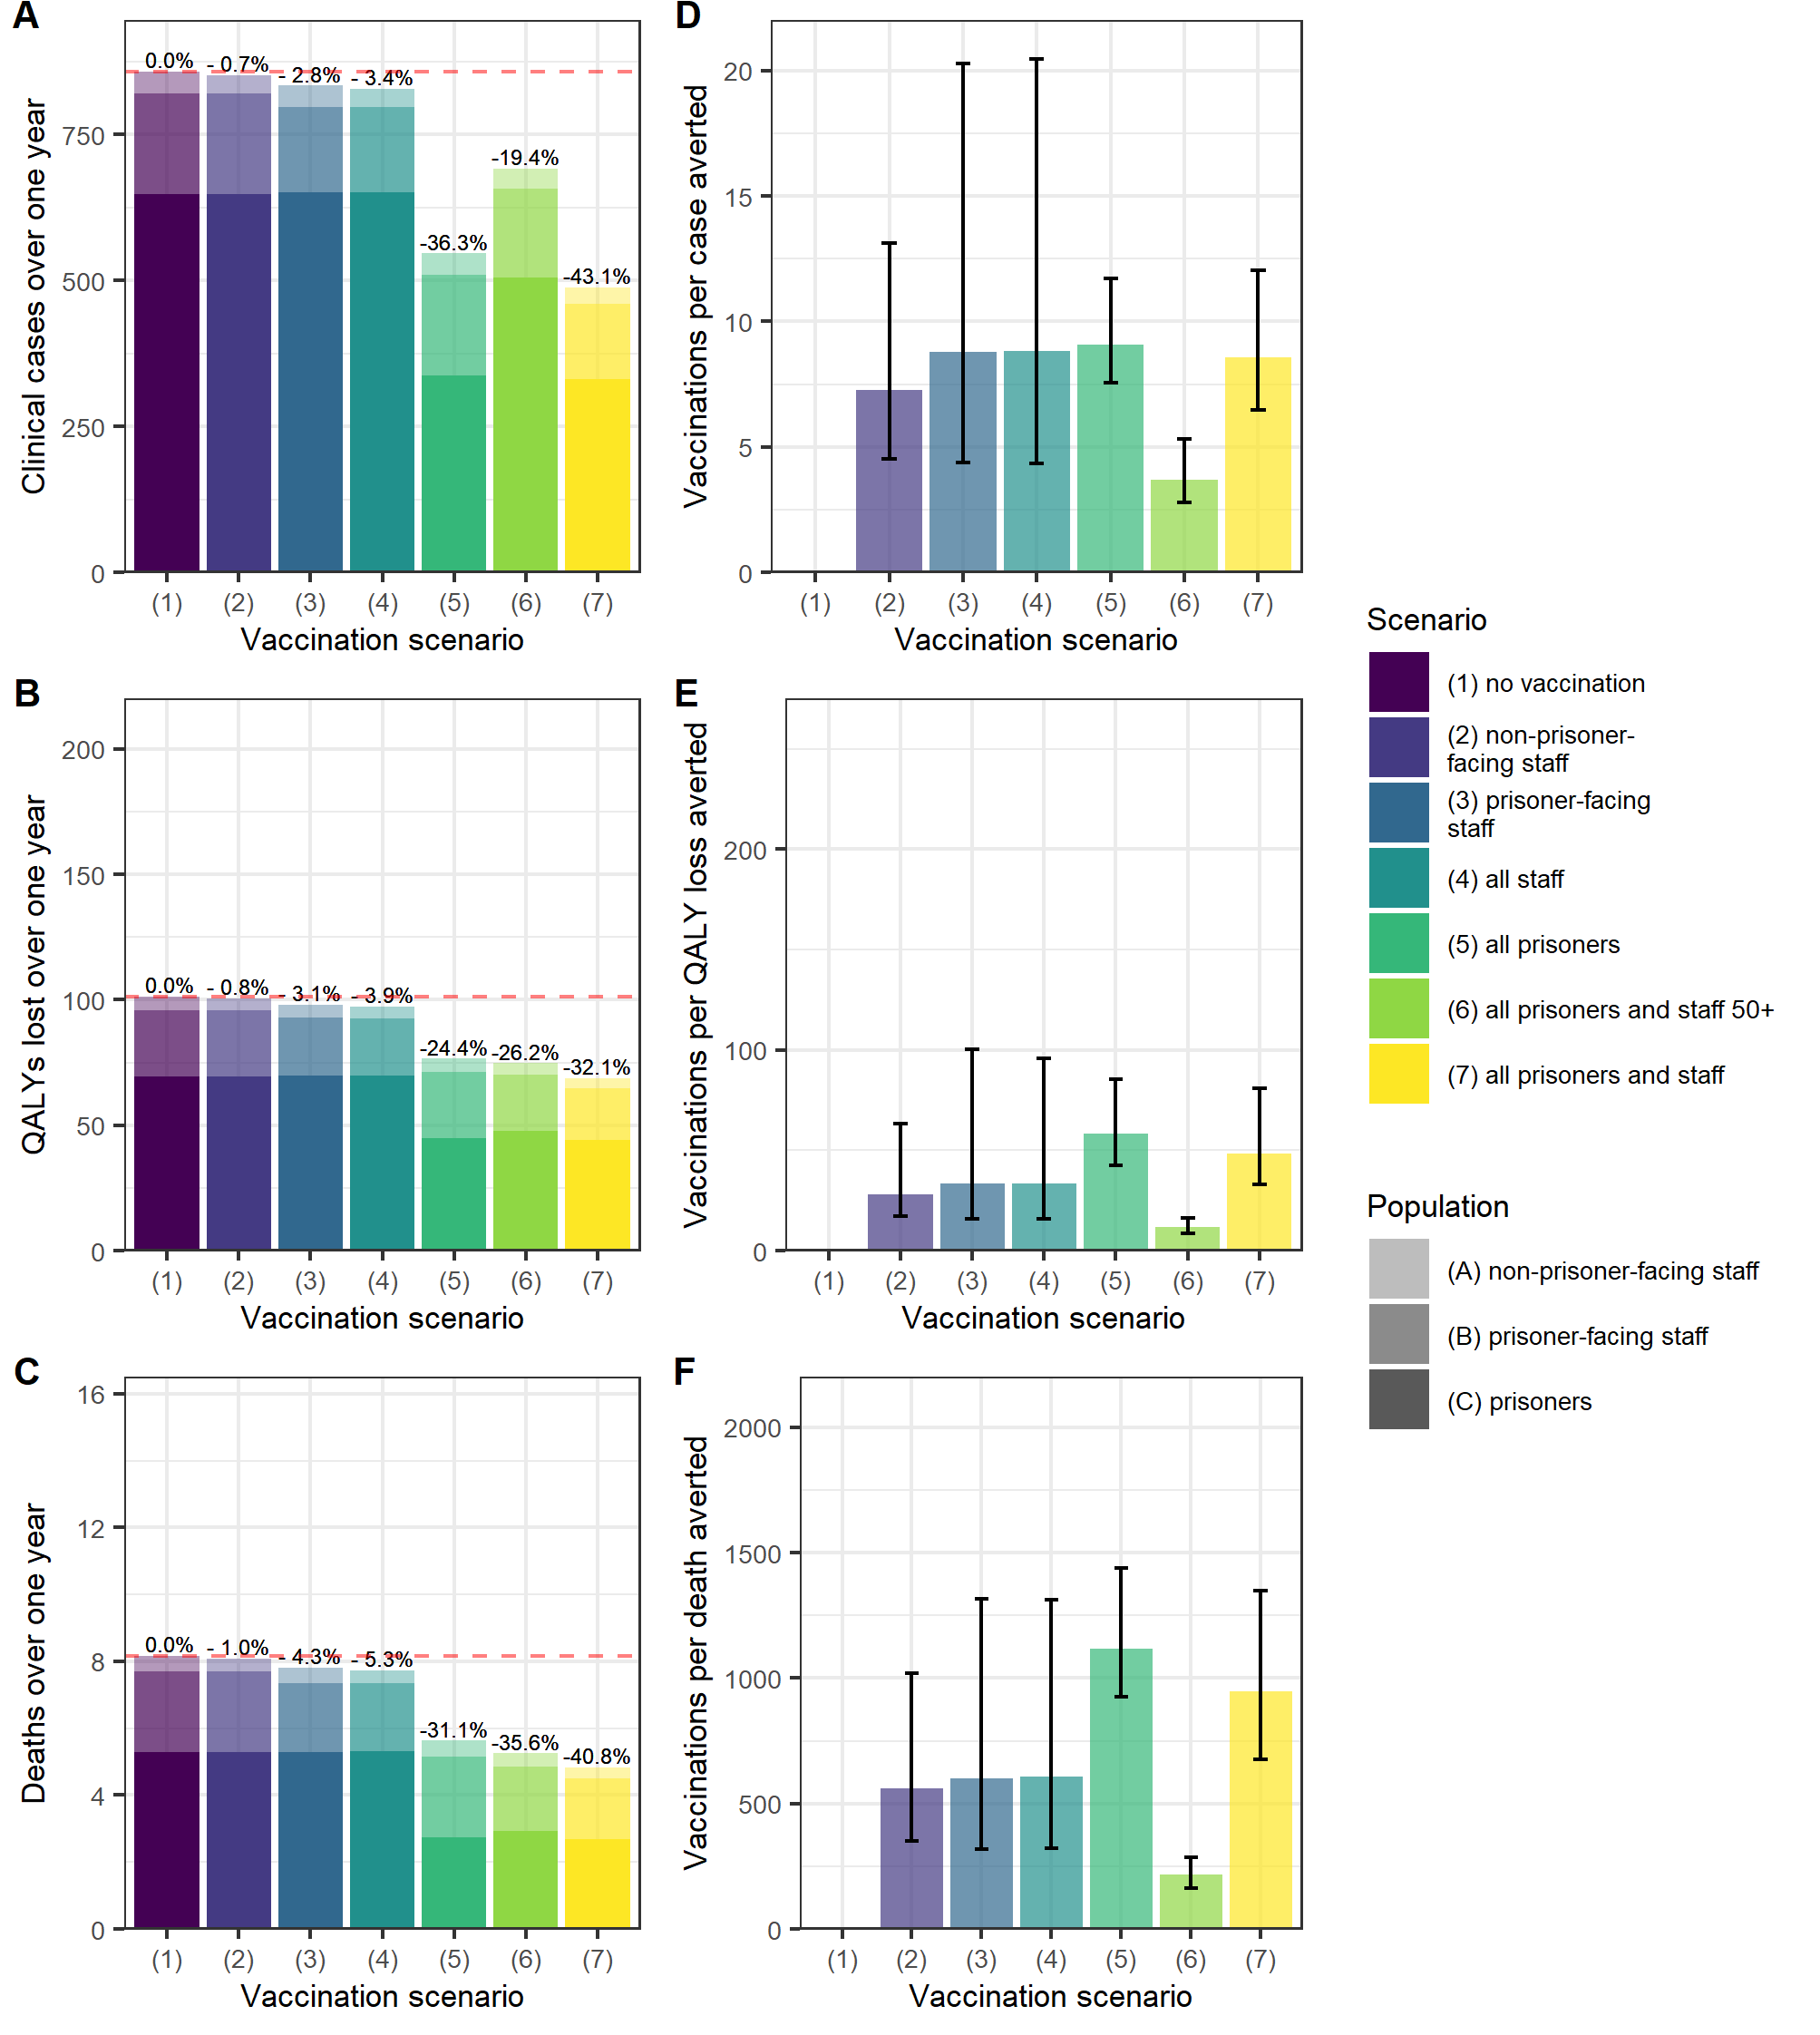 A
Clinical cases over one year
750
500
250
0
0.0%
- 0.7%
- 2.8%
- 3.4%
-36.3%
-19.4%
-43.1%
(1) (2) (3) (4) (5) (6) (7)
Vaccination scenario
D
Vaccinations per case averted
20
15
10
5
0
(1) (2) (3) (4) (5) (6) (7)
Vaccination scenario
B
QALYs lost over one year
200
150
100
50
0
0.0%
- 0.8%
- 3.1%
- 3.9%
-24.4%
-26.2%
-32.1%
(1) (2) (3) (4) (5) (6) (7)
Vaccination scenario
E
Vaccinations per QALY loss averted
200
100
0
(1) (2) (3) (4) (5) (6) (7)
Vaccination scenario
C
Deaths over one year
16
12
8
4
0
0.0%
- 1.0%
- 4.3%
- 5.3%
-31.1%
-35.6%
-40.8%
(1) (2) (3) (4) (5) (6) (7)
Vaccination scenario
F
Vaccinations per death averted
2000
1500
1000
500
0
(1) (2) (3) (4) (5) (6) (7)
Vaccination scenario
Scenario
(1) no vaccination
(2) non-prisoner-
facing staff
(3) prisoner-facing
staff
(4) all staff
(5) all prisoners
(6) all prisoners and staff 50+
(7) all prisoners and staff
Population
(A) non-prisoner-facing staff
(B) prisoner-facing staff
(C) prisoners